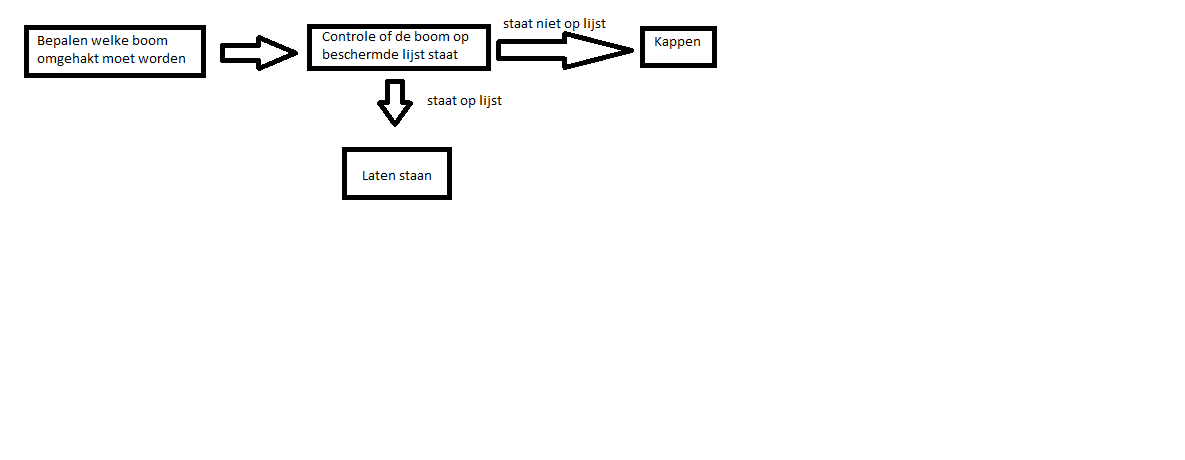 Bepalen welke boom
omgehakt moet worden
Controle of de boom op
beschermde lijst staat
staat niet op lijst
Kappen
staat op lijst
Laten staan